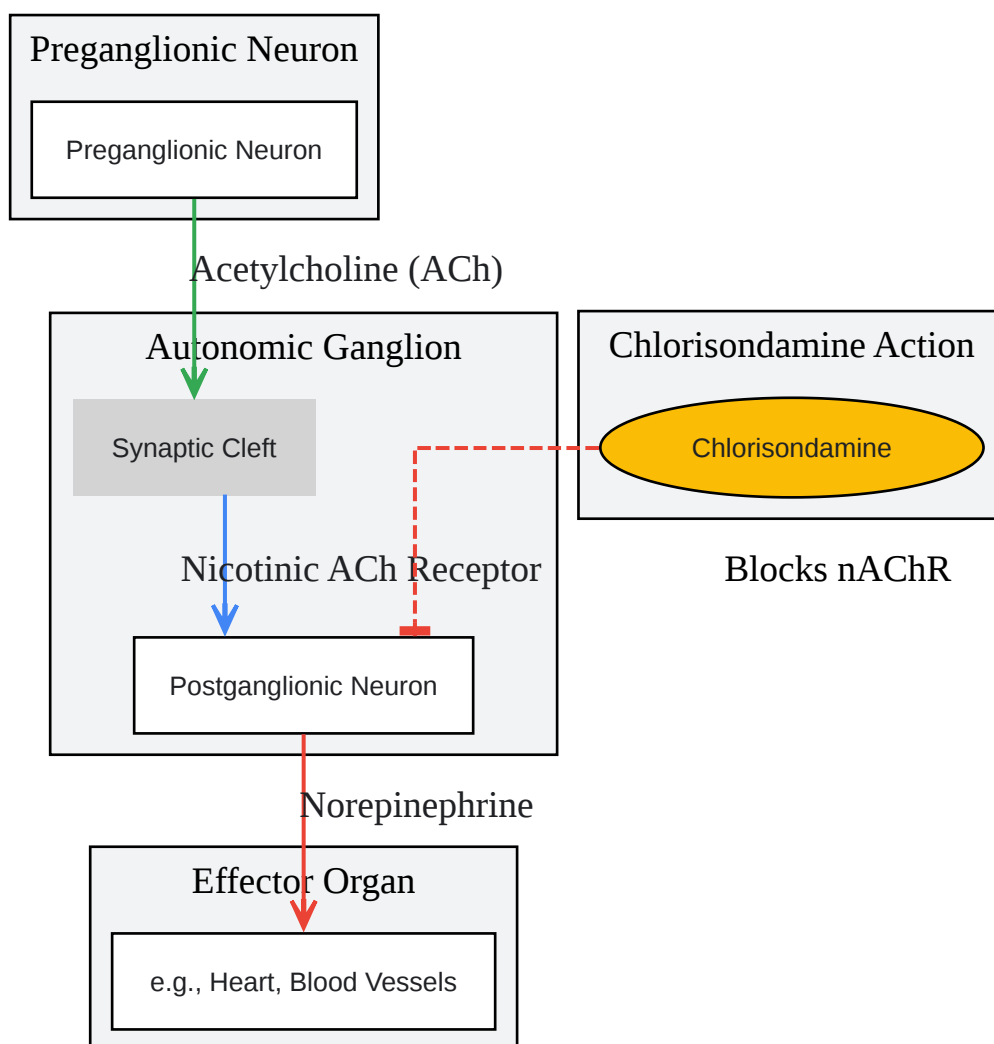 Preganglionic Neuron
Preganglionic Neuron
Acetylcholine (ACh)
Autonomic Ganglion
Chlorisondamine Action
Synaptic Cleft
Chlorisondamine
Nicotinic ACh Receptor
Blocks nAChR
Postganglionic Neuron
Norepinephrine
Effector Organ
e.g., Heart, Blood Vessels